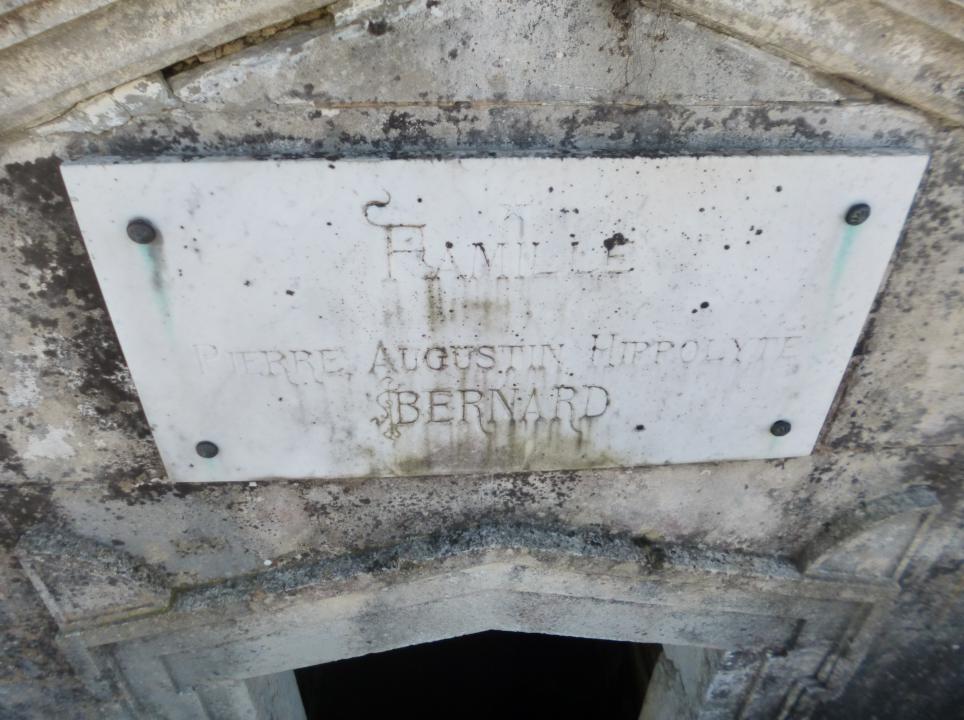 FAMILLE
PIERRE AUGUSTIN HIPPOLYTE
BERNARD